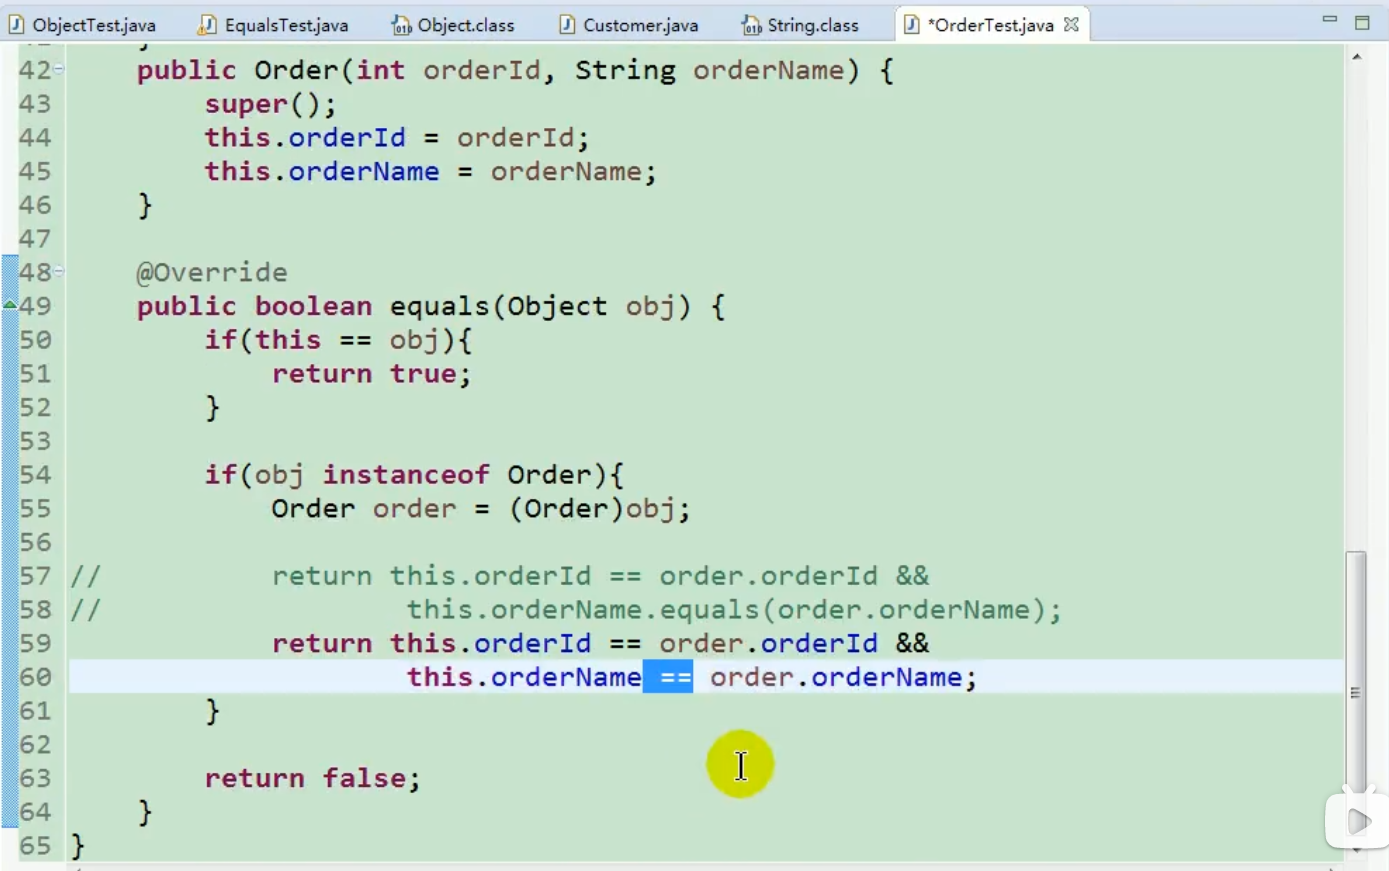 ObjectTest.java EqualsTest.java Object.class Customer.java String.class *OrderTest.java
42 public Order(int orderId, String orderName) {
43 super();
44 this.orderId = orderId;
45 this.orderName = orderName;
46 }
47
48 @Override
49 public boolean equals(Object obj) {
50 if(this == obj){
51 return true;
52 }
53
54 if(obj instanceof Order){
55 Order order = (Order)obj;
56
57 // return this.orderId == order.orderId &&
58 // this.orderName.equals(order.orderName);
59 return this.orderId == order.orderId &&
60 this.orderName == order.orderName;
61 }
62
63 return false;
64 }
65 }